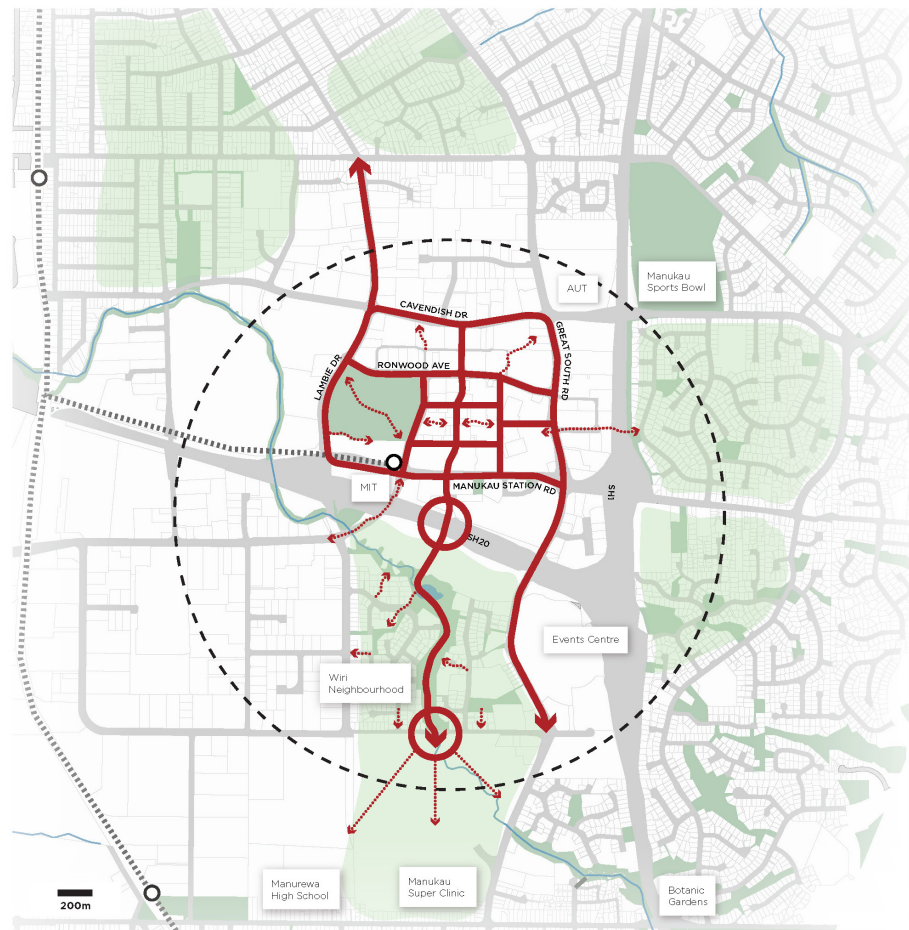 AUT
Manukau
Sports Bowl
CAVENDISH DR
GREAT SOUTH RD
LAMBIE DR
RONWOOD AVE
MIT
MANUKAU STATION RD
SH1
SH20
Events Centre
Wiri
Neighbourhood
Manurewa
High School
Manukau
Super Clinic
Botanic
Gardens
200m